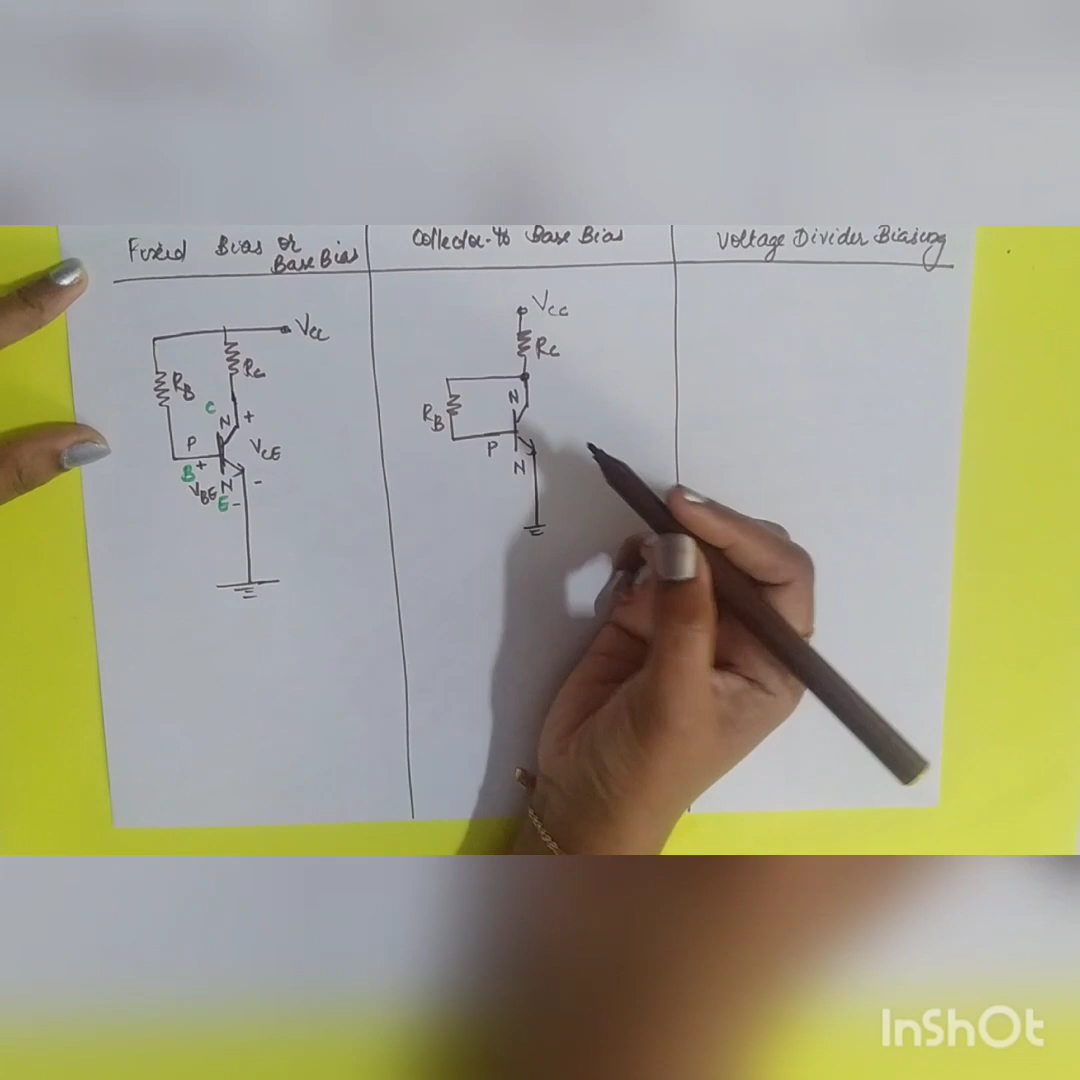 Fixed Bias or
Base Bias
Collector-to Base Bias
Voltage Divider Biasing
VCC
RB
RC
C
N
+
P
VCE
B
+
VBE
N
-
E
-
VCC
RC
N
RB
P
N
InShOt